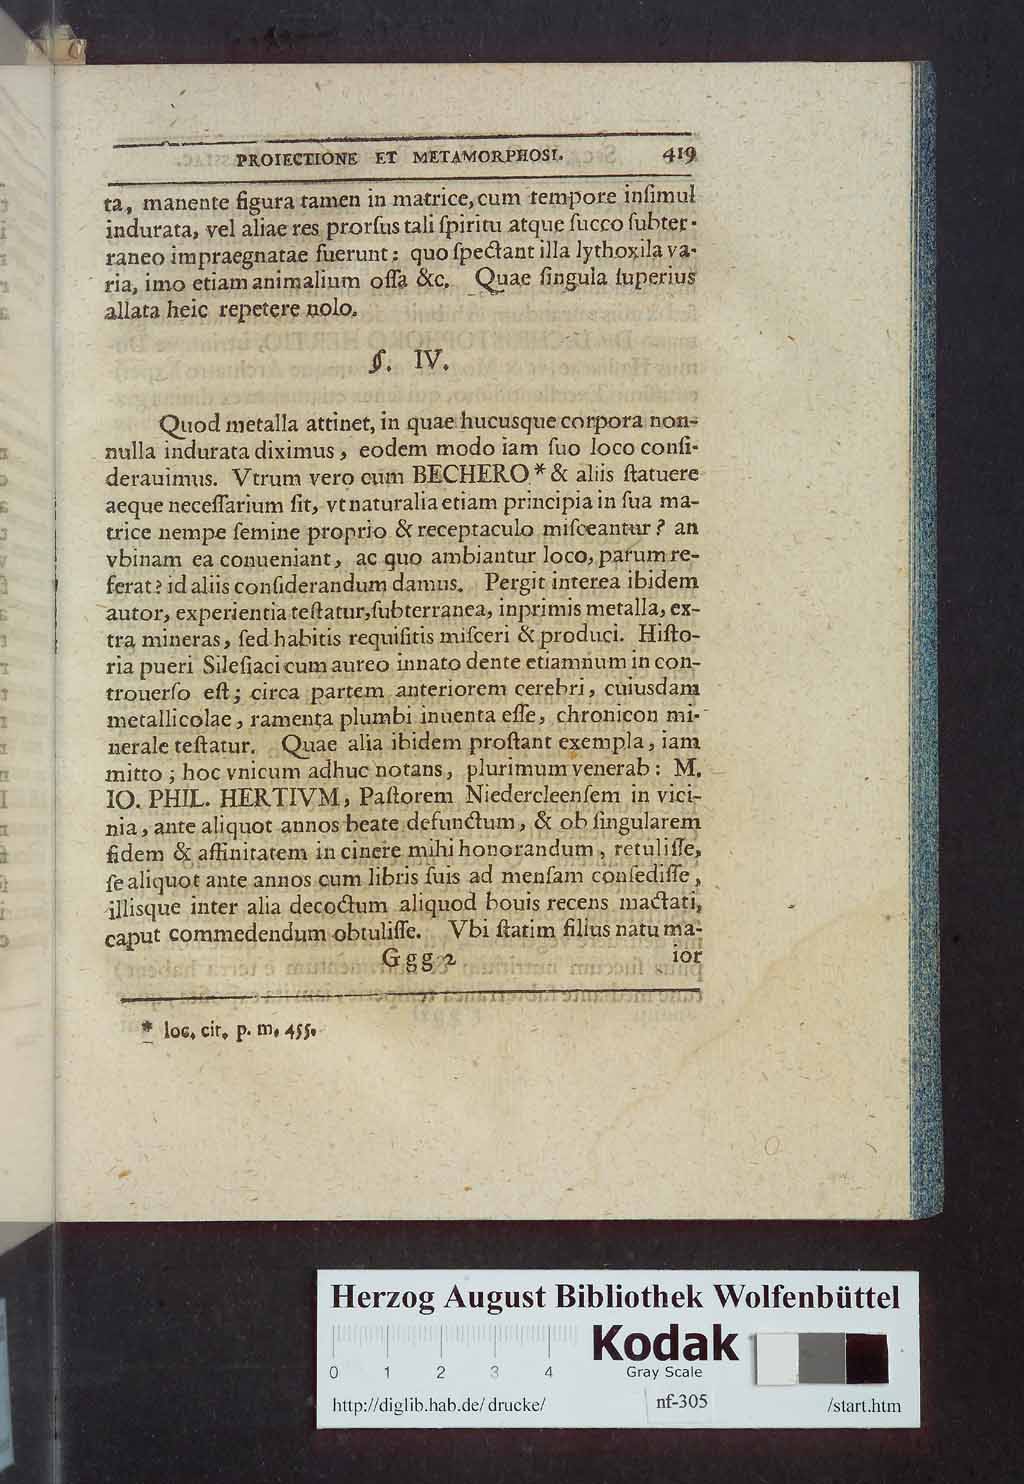 PROIECTIONE ET METAMORPHOSI. 419
ta, manente figura tamen in matrice, cum tempore inſimul
indurata, vel aliae res prorſus tali ſpiritu atque ſucco ſubter-
raneo impraegnatae fuerunt: quo ſpectant illa lythoxila va-
ria, imo etiam animalium oſſa &c. Quae ſingula ſuperius
allata heic repetere nolo.
§. IV.
Quod metalla attinet, in quae hucusque corpora non-
nulla indurata diximus, eodem modo iam ſuo loco conſi-
derauimus. Vtrum vero cum BECHERO * & aliis ſtatuere
aeque neceſſarium ſit, vt naturalia etiam principia in ſua ma-
trice nempe ſemine proprio & receptaculo miſceantur? an
vbinam ea conueniant, ac quo ambiantur loco, parum re-
ferat? id aliis conſiderandum damus. Pergit interea ibidem
autor, experientia teſtatur, ſubterranea, inprimis metalla, ex-
tra mineras, ſed habitis requiſitis miſceri & produci. Hiſto-
ria pueri Sileſiaci cum aureo innato dente etiamnum in con-
trouerſo eſt; circa partem anteriorem cerebri, cuiusdam
metallicolae, ramenta plumbi inuenta eſſe, chronicon mi-
nerale teſtatur. Quae alia ibidem proſtant exempla, iam
mitto; hoc vnicum adhuc notans, plurimum venerab: M.
IO. PHIL. HERTIVM, Paſtorem Niedercleenſem in vici-
nia, ante aliquot annos beate defunctum, & ob ſingularem
fidem & affinitatem in cinere mihi honorandum, retuliſſe,
ſe aliquot ante annos cum libris ſuis ad menſam conſediſſe,
illisque inter alia decoctum aliquod bouis recens mactati,
caput commedendum obtuliſſe. Vbi ſtatim filius natu ma-
Ggg 2 ior
* loc. cit. p. m. 455.
Herzog August Bibliothek Wolfenbüttel
Kodak
0 1 2 3 4 Gray Scale
http://diglib.hab.de/drucke/ nf-305 /start.htm